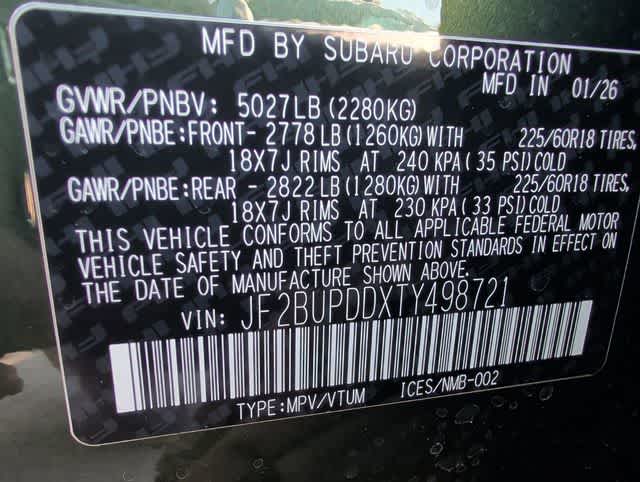 MFD BY SUBARU CORPORATION
MFD IN 01/26
GVWR/PNBV: 5027LB (2280KG)
GAWR/PNBE:FRONT- 2778 LB (1260KG) WITH 225/60R18 TIRES,
18X7J RIMS AT 240 KPA (35 PSI) COLD
GAWR/PNBE:REAR - 2822 LB (1280KG) WITH 225/60R18 TIRES,
18X7J RIMS AT 230 KPA (33 PSI) COLD
THIS VEHICLE CONFORMS TO ALL APPLICABLE FEDERAL MOTOR
VEHICLE SAFETY AND THEFT PREVENTION STANDARDS IN EFFECT ON
THE DATE OF MANUFACTURE SHOWN ABOVE.
VIN: JF2BUPDDXTY498721
TYPE:MPV/VTUM ICES/NMB-002